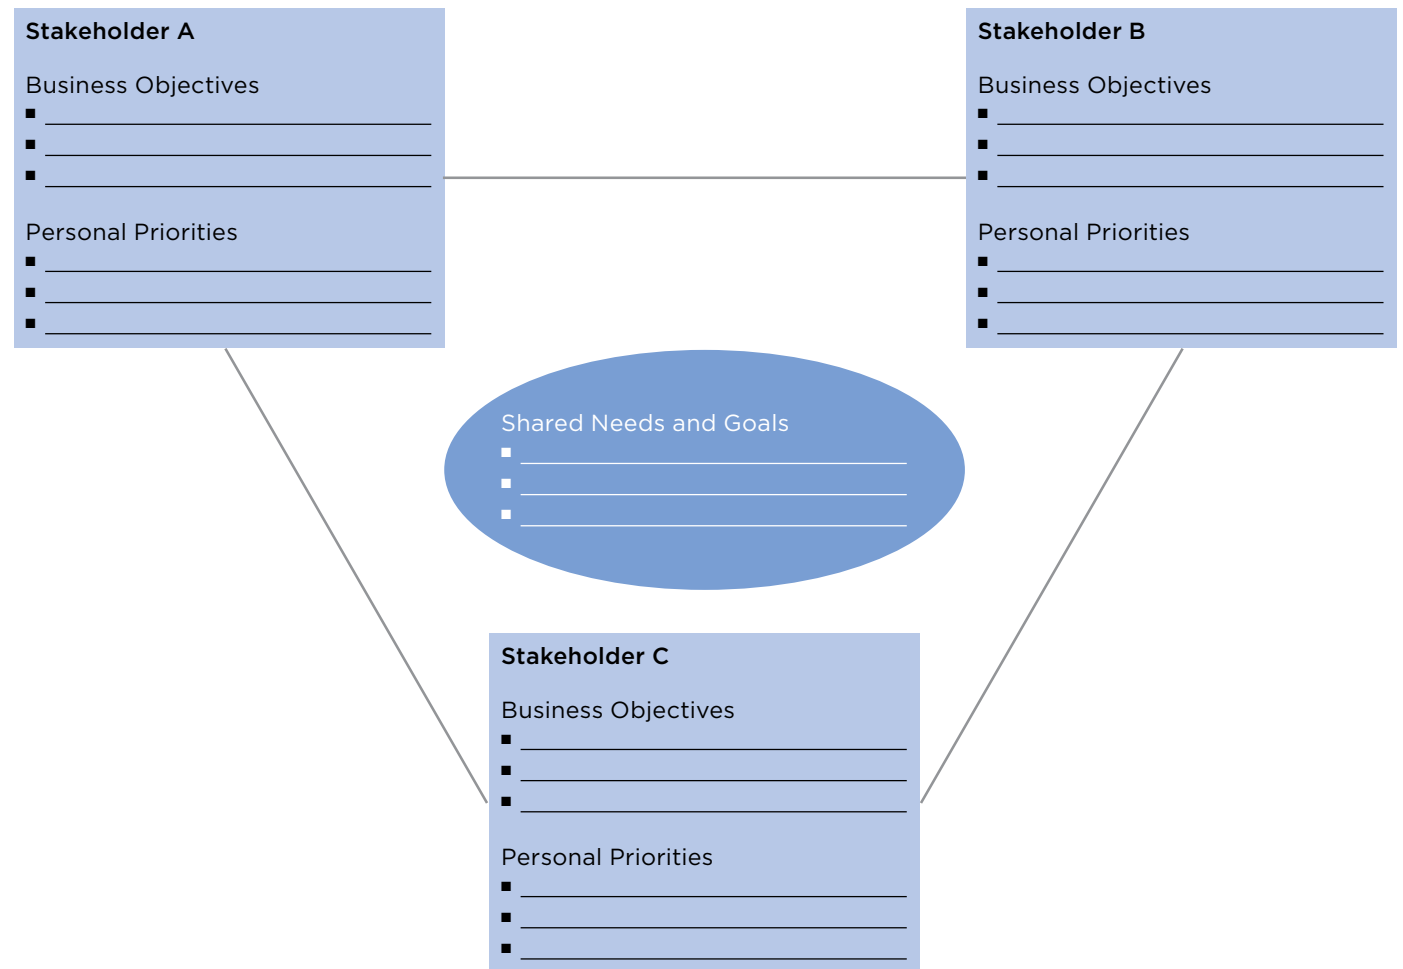 Stakeholder A
Business Objectives
Personal Priorities
Stakeholder B
Business Objectives
Personal Priorities
Shared Needs and Goals
Stakeholder C
Business Objectives
Personal Priorities